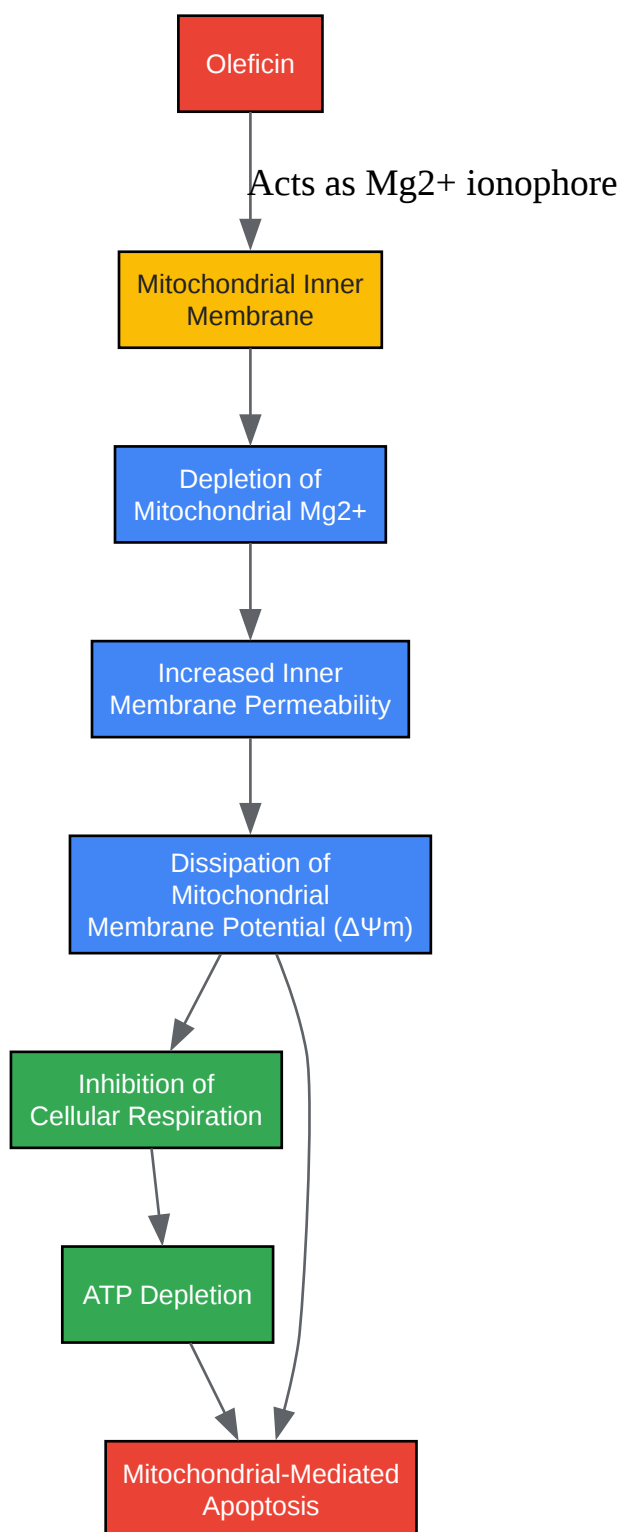 Oleficin
Acts as Mg2+ ionophore
Mitochondrial Inner
Membrane
Depletion of
Mitochondrial Mg2+
Increased Inner
Membrane Permeability
Dissipation of
Mitochondrial
Membrane Potential (ΔΨm)
Inhibition of
Cellular Respiration
ATP Depletion
Mitochondrial-Mediated
Apoptosis